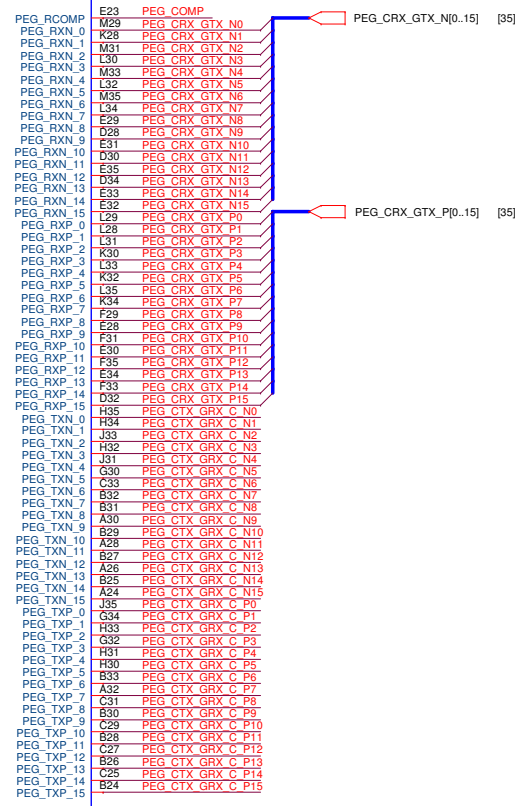 PEG_RCOMP E23 PEG_COMP
PEG_RXN_0 M29 PEG_CRX_GTX_N0 PEG_CRX_GTX_N[0..15] [35]
PEG_RXN_1 K28 PEG_CRX_GTX_N1
PEG_RXN_2 M31 PEG_CRX_GTX_N2
PEG_RXN_3 L30 PEG_CRX_GTX_N3
PEG_RXN_4 M33 PEG_CRX_GTX_N4
PEG_RXN_5 L32 PEG_CRX_GTX_N5
PEG_RXN_6 M35 PEG_CRX_GTX_N6
PEG_RXN_7 L34 PEG_CRX_GTX_N7
PEG_RXN_8 E29 PEG_CRX_GTX_N8
PEG_RXN_9 D28 PEG_CRX_GTX_N9
PEG_RXN_10 E31 PEG_CRX_GTX_N10
PEG_RXN_11 D30 PEG_CRX_GTX_N11
PEG_RXN_12 E35 PEG_CRX_GTX_N12
PEG_RXN_13 D34 PEG_CRX_GTX_N13
PEG_RXN_14 E33 PEG_CRX_GTX_N14
PEG_RXN_15 E32 PEG_CRX_GTX_N15
PEG_RXP_0 L29 PEG_CRX_GTX_P0 PEG_CRX_GTX_P[0..15] [35]
PEG_RXP_1 L28 PEG_CRX_GTX_P1
PEG_RXP_2 L31 PEG_CRX_GTX_P2
PEG_RXP_3 K30 PEG_CRX_GTX_P3
PEG_RXP_4 L33 PEG_CRX_GTX_P4
PEG_RXP_5 K32 PEG_CRX_GTX_P5
PEG_RXP_6 L35 PEG_CRX_GTX_P6
PEG_RXP_7 K34 PEG_CRX_GTX_P7
PEG_RXP_8 F29 PEG_CRX_GTX_P8
PEG_RXP_9 E28 PEG_CRX_GTX_P9
PEG_RXP_10 F31 PEG_CRX_GTX_P10
PEG_RXP_11 E30 PEG_CRX_GTX_P11
PEG_RXP_12 F35 PEG_CRX_GTX_P12
PEG_RXP_13 E34 PEG_CRX_GTX_P13
PEG_RXP_14 F33 PEG_CRX_GTX_P14
PEG_RXP_15 D32 PEG_CRX_GTX_P15
PEG_TXN_0 H35 PEG_CTX_GRX_C_N0
PEG_TXN_1 H34 PEG_CTX_GRX_C_N1
PEG_TXN_2 J33 PEG_CTX_GRX_C_N2
PEG_TXN_3 H32 PEG_CTX_GRX_C_N3
PEG_TXN_4 J31 PEG_CTX_GRX_C_N4
PEG_TXN_5 G30 PEG_CTX_GRX_C_N5
PEG_TXN_6 C33 PEG_CTX_GRX_C_N6
PEG_TXN_7 B32 PEG_CTX_GRX_C_N7
PEG_TXN_8 B31 PEG_CTX_GRX_C_N8
PEG_TXN_9 A30 PEG_CTX_GRX_C_N9
PEG_TXN_10 B29 PEG_CTX_GRX_C_N10
PEG_TXN_11 A28 PEG_CTX_GRX_C_N11
PEG_TXN_12 B27 PEG_CTX_GRX_C_N12
PEG_TXN_13 A26 PEG_CTX_GRX_C_N13
PEG_TXN_14 B25 PEG_CTX_GRX_C_N14
PEG_TXN_15 A24 PEG_CTX_GRX_C_N15
PEG_TXP_0 J35 PEG_CTX_GRX_C_P0
PEG_TXP_1 G34 PEG_CTX_GRX_C_P1
PEG_TXP_2 H33 PEG_CTX_GRX_C_P2
PEG_TXP_3 G32 PEG_CTX_GRX_C_P3
PEG_TXP_4 H31 PEG_CTX_GRX_C_P4
PEG_TXP_5 H30 PEG_CTX_GRX_C_P5
PEG_TXP_6 B33 PEG_CTX_GRX_C_P6
PEG_TXP_7 A32 PEG_CTX_GRX_C_P7
PEG_TXP_8 C31 PEG_CTX_GRX_C_P8
PEG_TXP_9 B30 PEG_CTX_GRX_C_P9
PEG_TXP_10 C29 PEG_CTX_GRX_C_P10
PEG_TXP_11 B28 PEG_CTX_GRX_C_P11
PEG_TXP_12 C27 PEG_CTX_GRX_C_P12
PEG_TXP_13 B26 PEG_CTX_GRX_C_P13
PEG_TXP_14 C25 PEG_CTX_GRX_C_P14
PEG_TXP_15 B24 PEG_CTX_GRX_C_P15